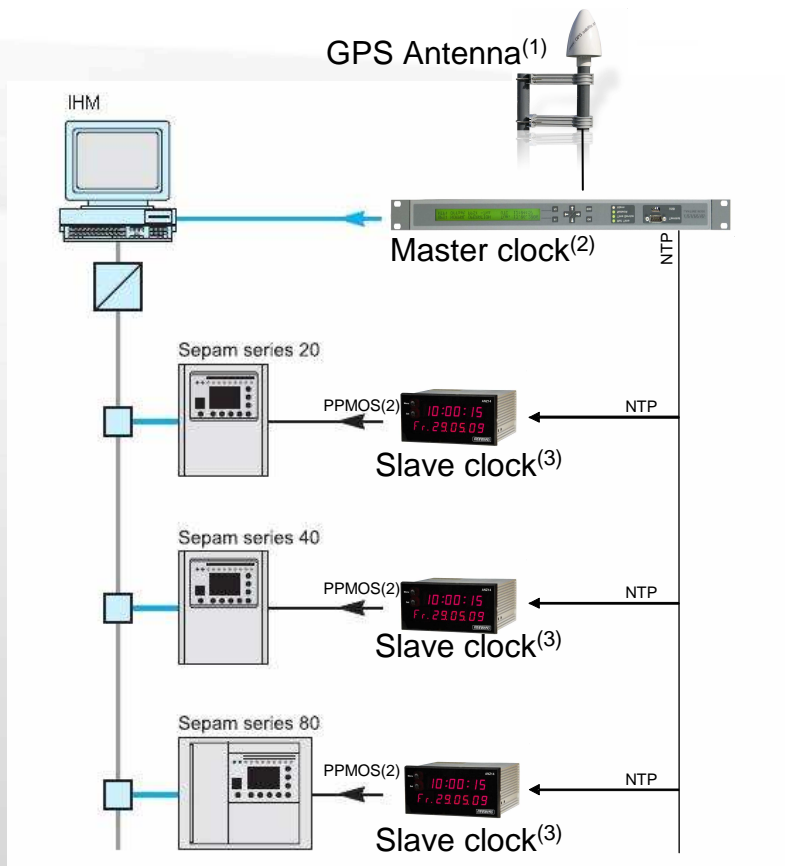 GPS Antenna(1)
IHM
Master clock(2)
NTP
Sepam series 20
PPMOS(2)
10:00:15
Fr.29.05.09
NTP
Slave clock(3)
Sepam series 40
PPMOS(2)
10:00:15
Fr.29.05.09
NTP
Slave clock(3)
Sepam series 80
PPMOS(2)
10:00:15
Fr.29.05.09
NTP
Slave clock(3)